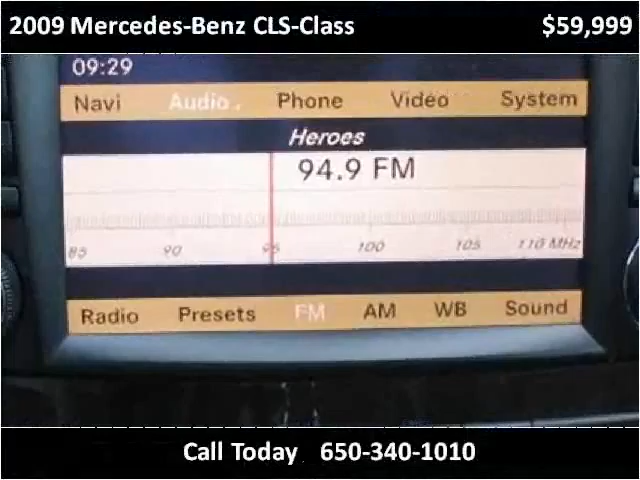 2009 Mercedes-Benz CLS-Class $59,999
09:29
Navi Audio Phone Video System
Heroes
94.9 FM
85 90 95 100 105 110 MHz
Radio Presets FM AM WB Sound
Call Today 650-340-1010